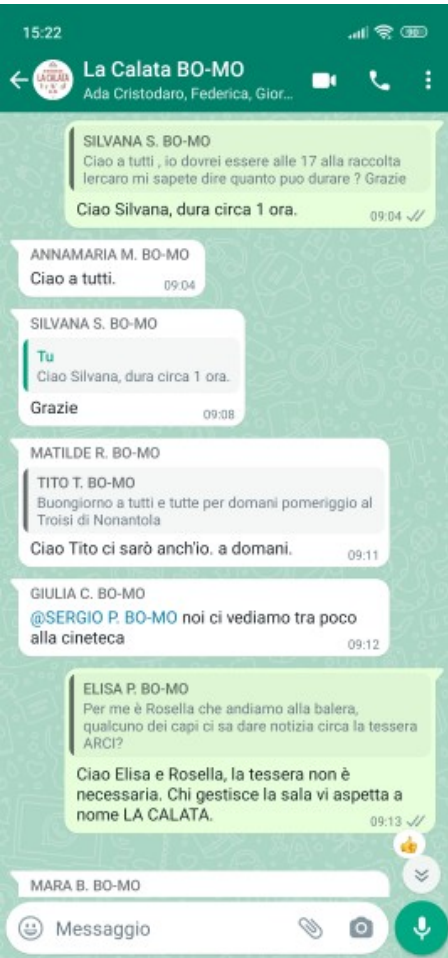 15:22
La Calata BO-MO
Ada Cristodaro, Federica, Gior...
SILVANA S. BO-MO
Ciao a tutti , io dovrei essere alle 17 alla raccolta
lercaro mi sapete dire quanto puo durare ? Grazie
Ciao Silvana, dura circa 1 ora.
09:04
ANNAMARIA M. BO-MO
Ciao a tutti.
09:04
SILVANA S. BO-MO
Tu
Ciao Silvana, dura circa 1 ora.
Grazie
09:08
MATILDE R. BO-MO
TITO T. BO-MO
Buongiorno a tutti e tutte per domani pomeriggio al
Troisi di Nonantola
Ciao Tito ci sarò anch'io. a domani.
09:11
GIULIA C. BO-MO
@SERGIO P. BO-MO noi ci vediamo tra poco
alla cineteca
09:12
ELISA P. BO-MO
Per me è Rosella che andiamo alla balera,
qualcuno dei capi ci sa dare notizia circa la tessera
ARCI?
Ciao Elisa e Rosella, la tessera non è
necessaria. Chi gestisce la sala vi aspetta a
nome LA CALATA.
09:13
MARA B. BO-MO
Messaggio